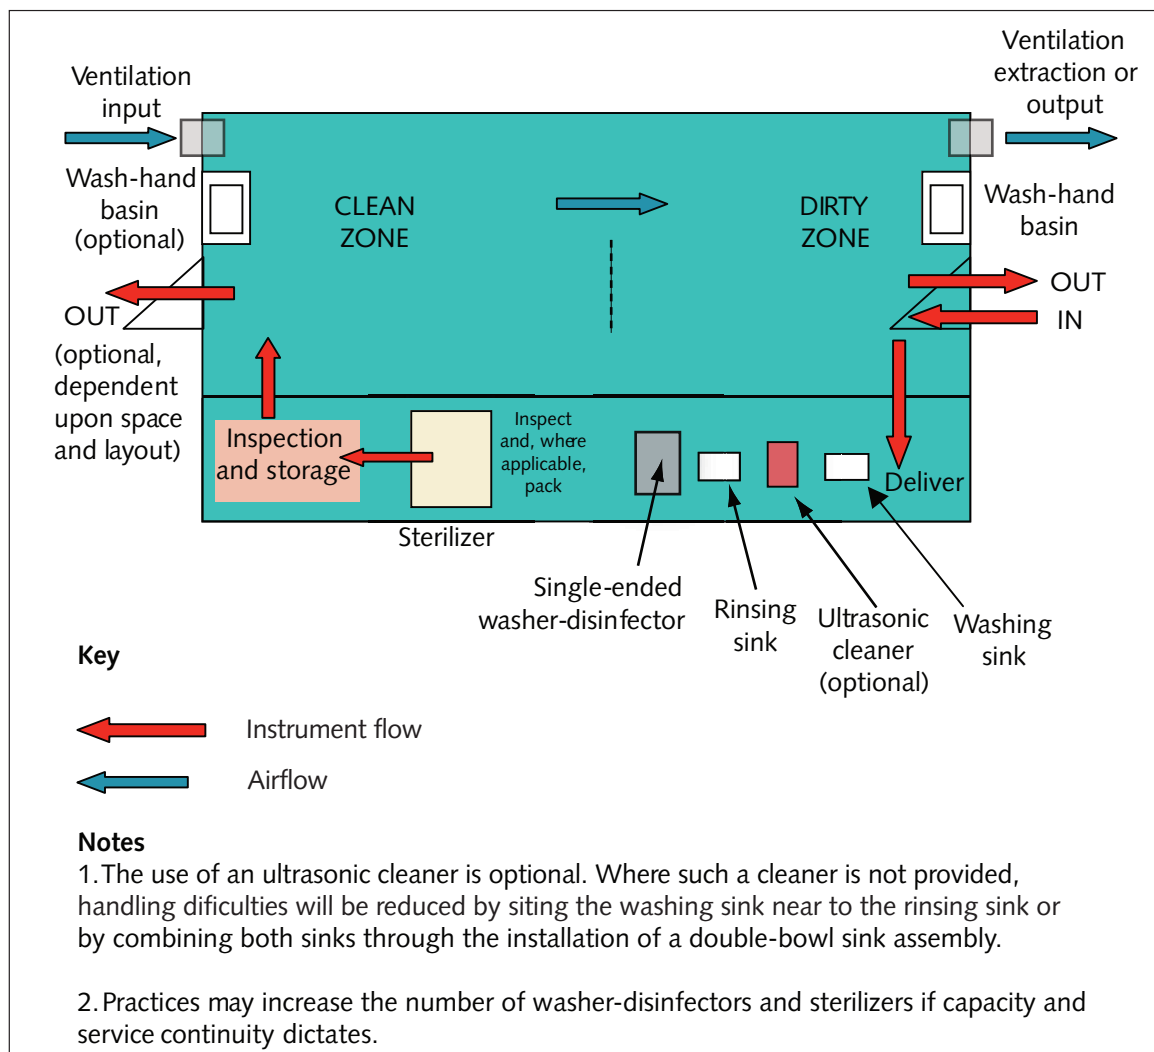 Ventilation
input
Ventilation
extraction or
output
Wash-hand
basin
(optional)
CLEAN
ZONE
DIRTY
ZONE
Wash-hand
basin
OUT
(optional,
dependent
upon space
and layout)
OUT
IN
Inspection
and storage
Inspect
and, where
applicable,
pack
Deliver
Sterilizer
Single-ended
washer-disinfector
Rinsing
sink
Ultrasonic
cleaner
(optional)
Washing
sink
Key
Instrument flow
Airflow
Notes
1. The use of an ultrasonic cleaner is optional. Where such a cleaner is not provided,
handling dificulties will be reduced by siting the washing sink near to the rinsing sink or
by combining both sinks through the installation of a double-bowl sink assembly.
2. Practices may increase the number of washer-disinfectors and sterilizers if capacity and
service continuity dictates.